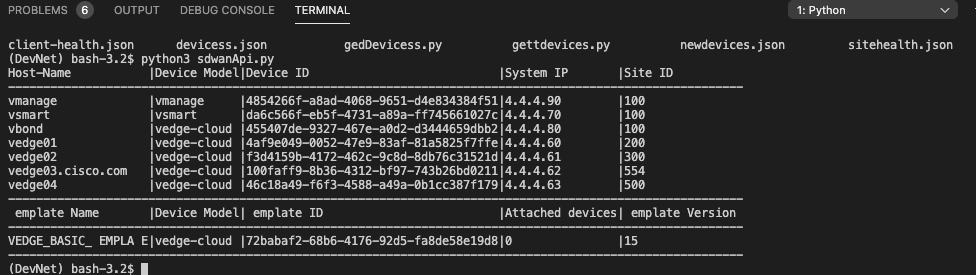 PROBLEMS 6 OUTPUT DEBUG CONSOLE TERMINAL 1: Python
client-health.json devicess.json gedDevicess.py gettdevices.py newdevices.json sitehealth.json
(DevNet) bash-3.2$ python3 sdwanApi.py
Host-Name |Device Model|Device ID |System IP |Site ID
vmanage |vmanage |4854266f-a8ad-4068-9651-d4e834384f51|4.4.4.90 |100
vsmart |vsmart |da6c566f-eb5f-4731-a89a-ff745661027c|4.4.4.70 |100
vbond |vedge-cloud |455407de-9327-467e-a0d2-d3444659dbb2|4.4.4.80 |100
vedge01 |vedge-cloud |4af9e049-0052-47e9-83af-81a5825f7ffe|4.4.4.60 |200
vedge02 |vedge-cloud |f3d4159b-4172-462c-9c8d-8db76c31521d|4.4.4.61 |300
vedge03.cisco.com |vedge-cloud |100faff9-8b36-4312-bf97-743b26bd0211|4.4.4.62 |554
vedge04 |vedge-cloud |46c18a49-f6f3-4588-a49a-0b1cc387f179|4.4.4.63 |500
emplate Name |Device Model| emplate ID |Attached devices| emplate Version
VEDGE_BASIC_ EMPLA E|vedge-cloud |72babaf2-68b6-4176-92d5-fa8de58e19d8|0 |15
(DevNet) bash-3.2$